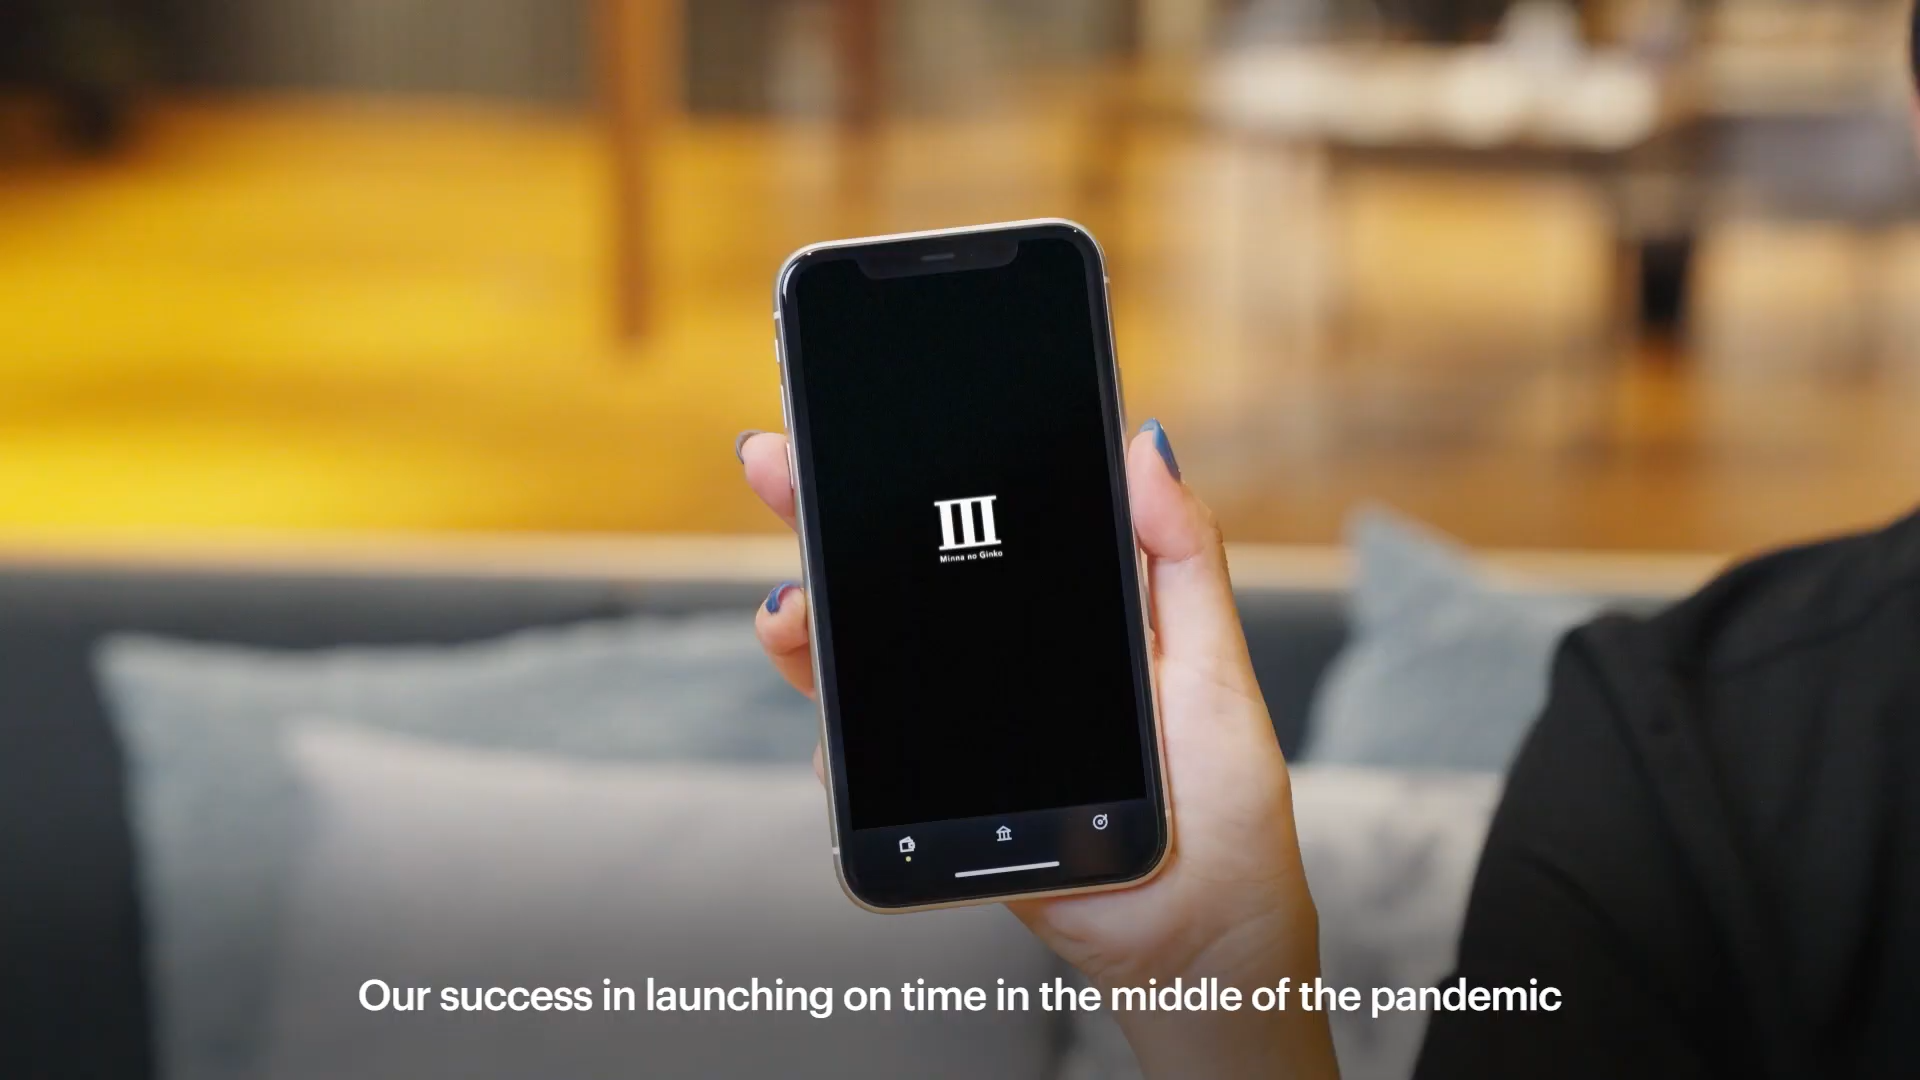 Minna no Ginko
Our success in launching on time in the middle of the pandemic